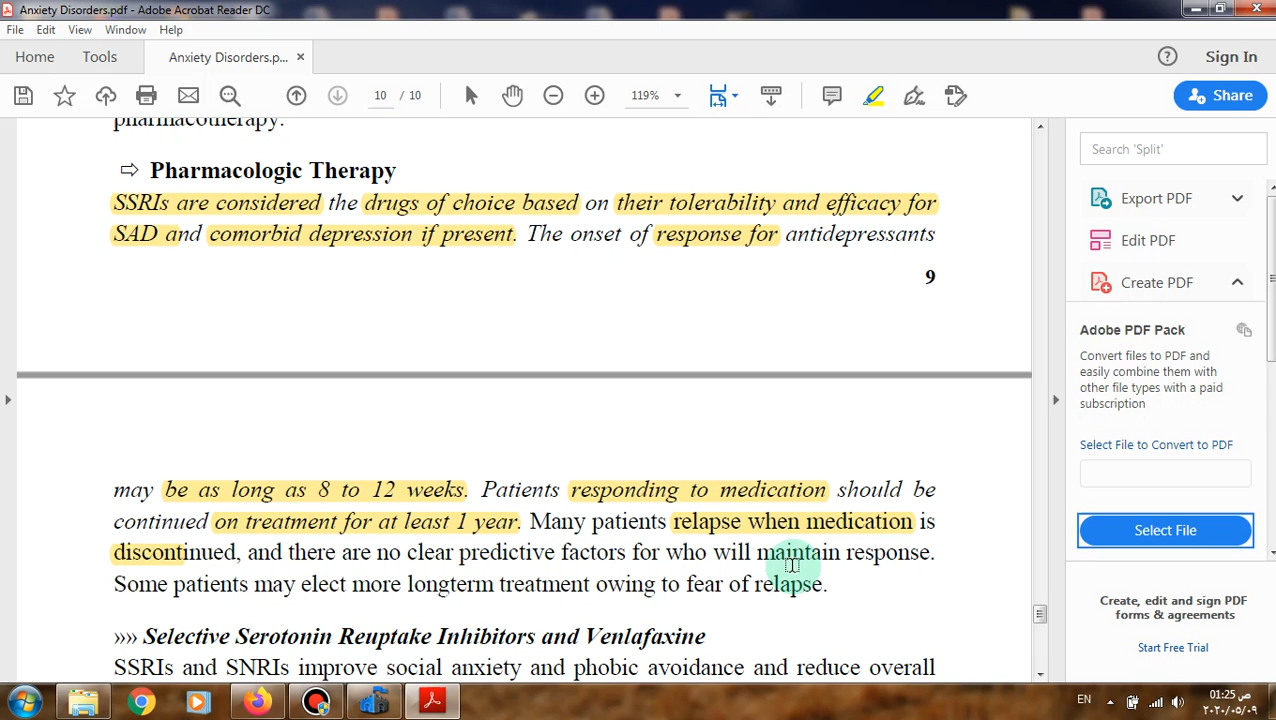 Anxiety Disorders.pdf - Adobe Acrobat Reader DC
File Edit View Window Help
Home Tools Anxiety Disorders.p... × Sign In
10 / 10 119% Share
pharmacotherapy.
⇨ Pharmacologic Therapy
SSRIs are considered the drugs of choice based on their tolerability and efficacy for
SAD and comorbid depression if present. The onset of response for antidepressants
9
may be as long as 8 to 12 weeks. Patients responding to medication should be
continued on treatment for at least 1 year. Many patients relapse when medication is
discontinued, and there are no clear predictive factors for who will maintain response.
Some patients may elect more longterm treatment owing to fear of relapse.
»» Selective Serotonin Reuptake Inhibitors and Venlafaxine
SSRIs and SNRIs improve social anxiety and phobic avoidance and reduce overall
Search 'Split'
Export PDF
Edit PDF
Create PDF
Adobe PDF Pack
Convert files to PDF and
easily combine them with
other file types with a paid
subscription
Select File to Convert to PDF
Select File
Create, edit and sign PDF
forms & agreements
Start Free Trial
EN 01:25 ص
٢٠٢٠/٠٥/٠٩